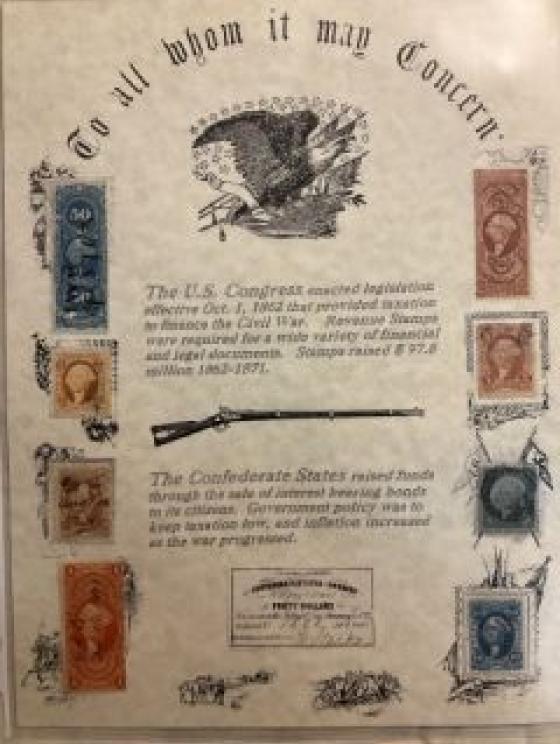 To all whom it may Concern.
The U.S. Congress enacted legislation
effective Oct. 1, 1862 that provided taxation
to finance the Civil War. Revenue Stamps
were required for a wide variety of financial
and legal documents. Stamps raised $ 97.8
million 1862-1871.
The Confederate States raised funds
through the sale of interest bearing bonds
to its citizens. Government policy was to
keep taxation low, and inflation increased
as the war progressed.
FORTY DOLLARS